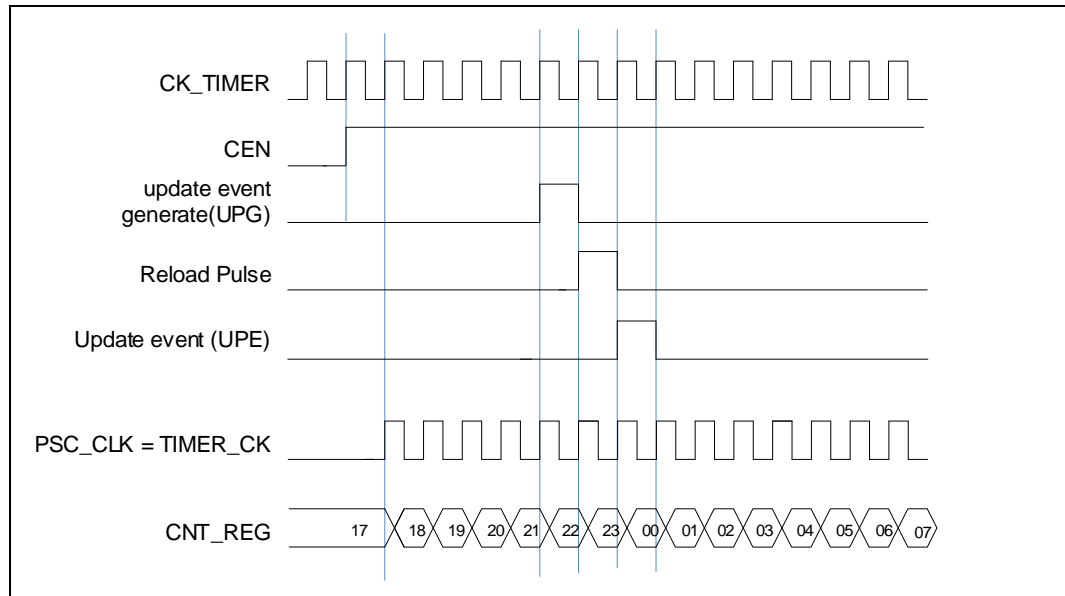 CK_TIMER
CEN
update event
generate(UPG)
Reload Pulse
Update event (UPE)
PSC_CLK = TIMER_CK
CNT_REG 17 18 19 20 21 22 23 00 01 02 03 04 05 06 07